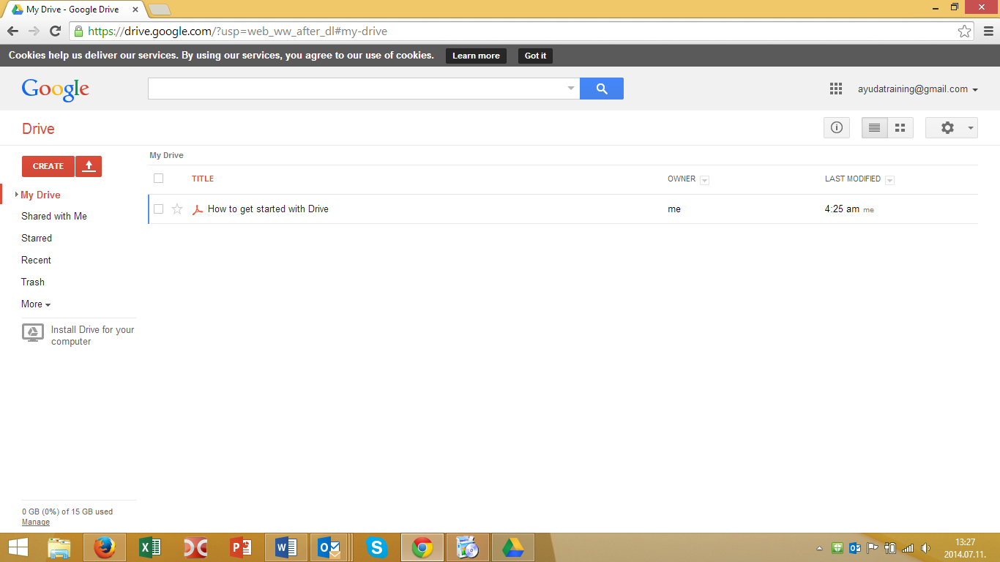 My Drive - Google Drive
https://drive.google.com/?usp=web_ww_after_dl#my-drive
Cookies help us deliver our services. By using our services, you agree to our use of cookies. Learn more Got it
Google
ayudatraining@gmail.com
Drive
CREATE
My Drive
Shared with Me
Starred
Recent
Trash
More
Install Drive for your
computer
My Drive
TITLE OWNER LAST MODIFIED
How to get started with Drive me 4:25 am me
0 GB (0%) of 15 GB used
Manage
13:27
2014.07.11.